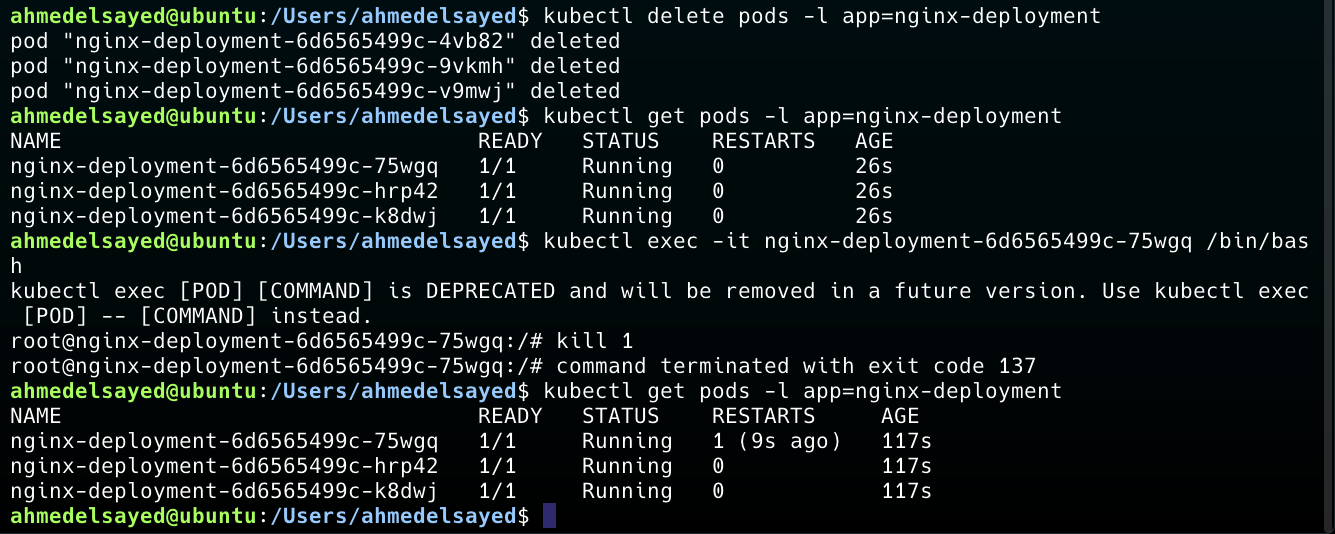 ahmedelsayed@ubuntu:/Users/ahmedelsayed$ kubectl delete pods -l app=nginx-deployment
pod "nginx-deployment-6d6565499c-4vb82" deleted
pod "nginx-deployment-6d6565499c-9vkmh" deleted
pod "nginx-deployment-6d6565499c-v9mwj" deleted
ahmedelsayed@ubuntu:/Users/ahmedelsayed$ kubectl get pods -l app=nginx-deployment
NAME                                READY   STATUS    RESTARTS   AGE
nginx-deployment-6d6565499c-75wgq   1/1     Running   0          26s
nginx-deployment-6d6565499c-hrp42   1/1     Running   0          26s
nginx-deployment-6d6565499c-k8dwj   1/1     Running   0          26s
ahmedelsayed@ubuntu:/Users/ahmedelsayed$ kubectl exec -it nginx-deployment-6d6565499c-75wgq /bin/bas
h
kubectl exec [POD] [COMMAND] is DEPRECATED and will be removed in a future version. Use kubectl exec
 [POD] -- [COMMAND] instead.
root@nginx-deployment-6d6565499c-75wgq:/# kill 1
root@nginx-deployment-6d6565499c-75wgq:/# command terminated with exit code 137
ahmedelsayed@ubuntu:/Users/ahmedelsayed$ kubectl get pods -l app=nginx-deployment
NAME                                READY   STATUS    RESTARTS     AGE
nginx-deployment-6d6565499c-75wgq   1/1     Running   1 (9s ago)   117s
nginx-deployment-6d6565499c-hrp42   1/1     Running   0            117s
nginx-deployment-6d6565499c-k8dwj   1/1     Running   0            117s
ahmedelsayed@ubuntu:/Users/ahmedelsayed$